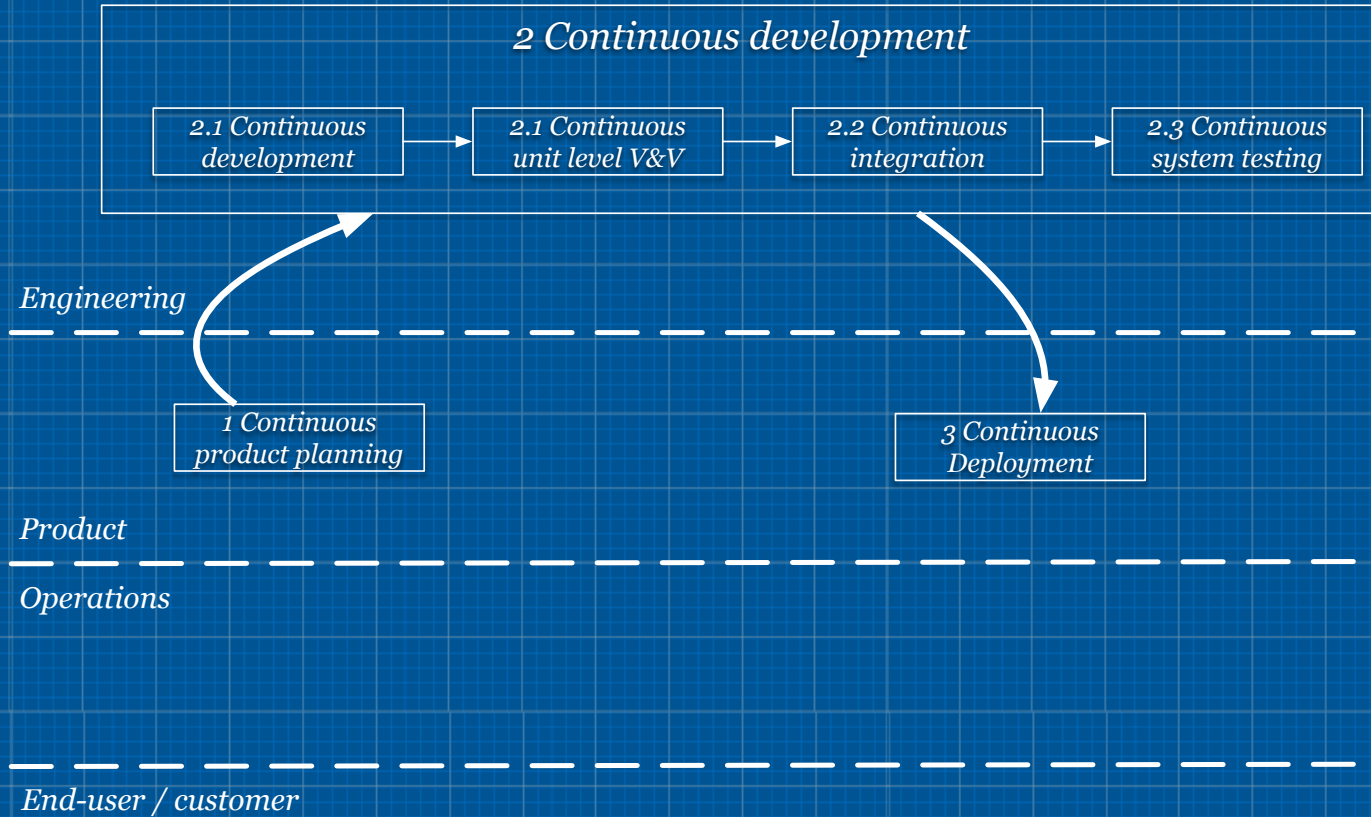 2 Continuous development
2.1 Continuous
development
2.1 Continuous
unit level V&V
2.2 Continuous
integration
2.3 Continuous
system testing
Engineering
1 Continuous
product planning
3 Continuous
Deployment
Product
Operations
End-user / customer